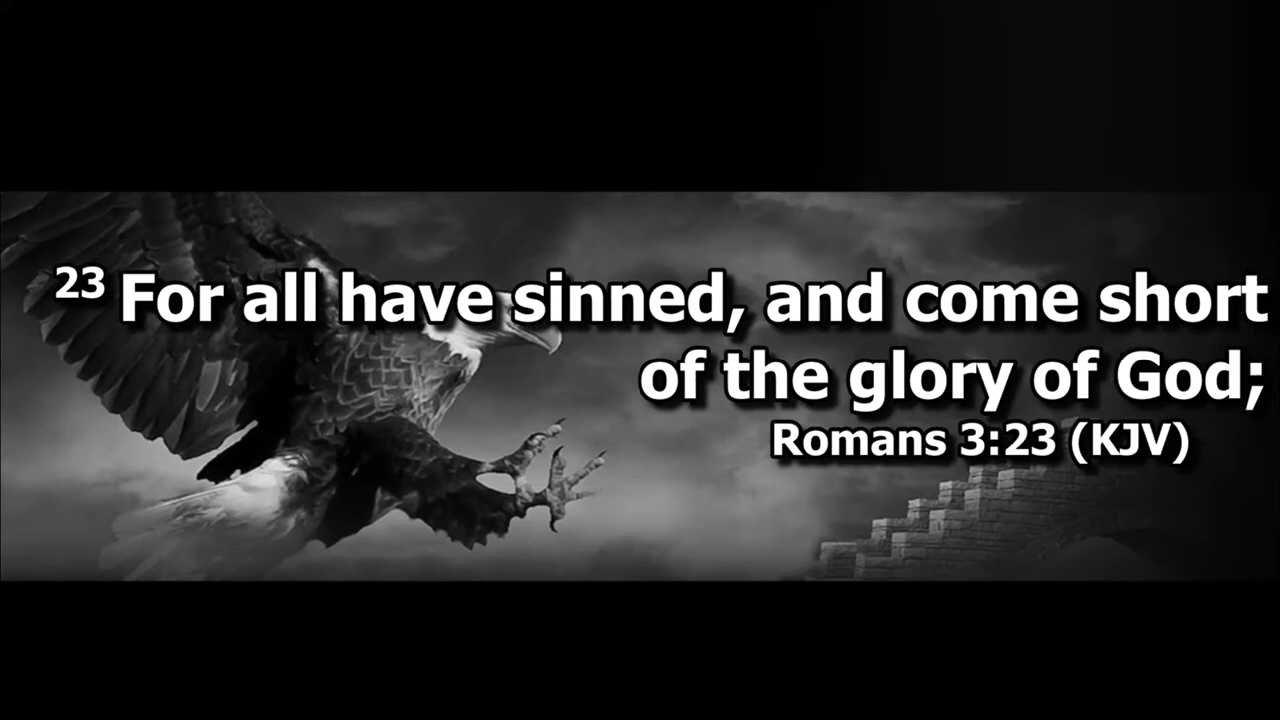 23 For all have sinned, and come short
of the glory of God;
Romans 3:23 (KJV)